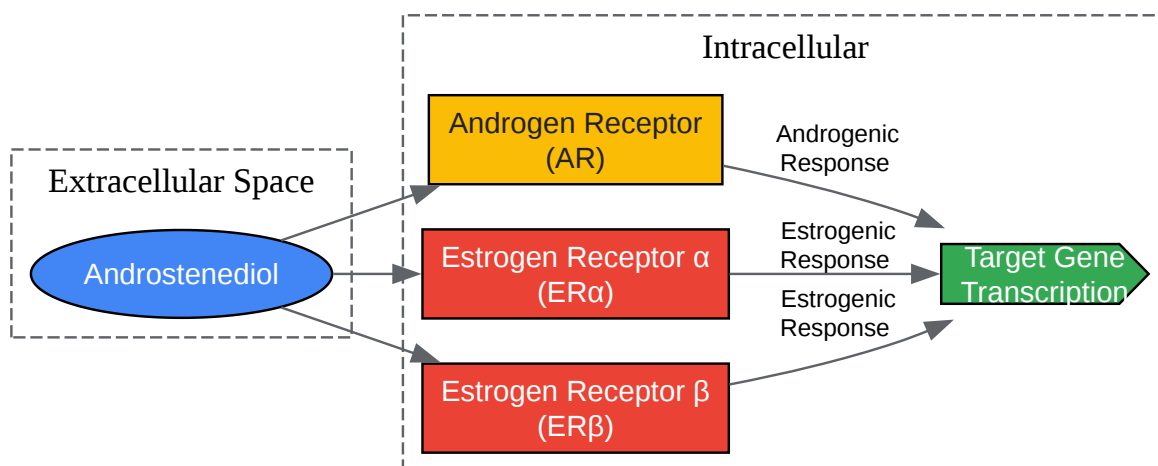 Intracellular
Extracellular Space
Androstenediol
Androgen Receptor
(AR)
Estrogen Receptor α
(ERα)
Estrogen Receptor β
(ERβ)
Androgenic
Response
Estrogenic
Response
Estrogenic
Response
Target Gene
Transcription